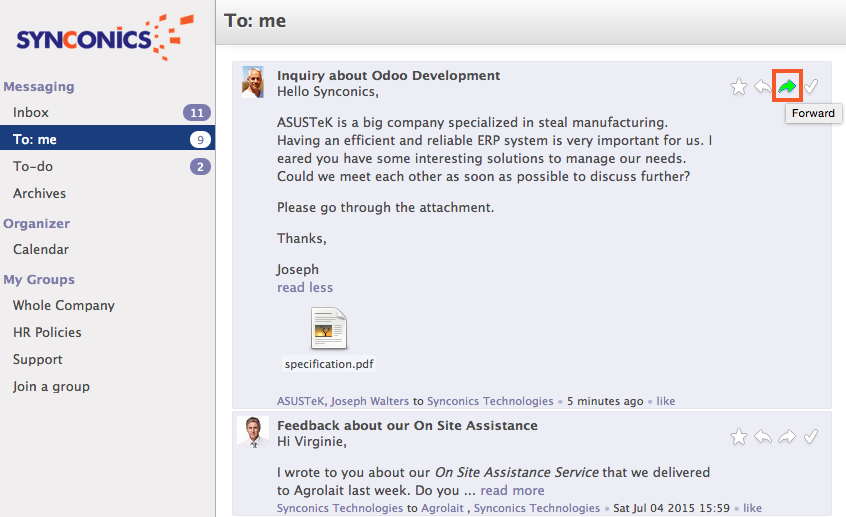 SYNCONICS
To: me
Messaging
Inbox 11
To: me 9
To-do 2
Archives
Organizer
Calendar
My Groups
Whole Company
HR Policies
Support
Join a group
Inquiry about Odoo Development
Hello Synconics,
Forward
ASUSTeK is a big company specialized in steal manufacturing.
Having an efficient and reliable ERP system is very important for us. I
eared you have some interesting solutions to manage our needs.
Could we meet each other as soon as possible to discuss further?
Please go through the attachment.
Thanks,
Joseph
read less
specification.pdf
ASUSTeK, Joseph Walters to Synconics Technologies • 5 minutes ago • like
Feedback about our On Site Assistance
Hi Virginie,
I wrote to you about our On Site Assistance Service that we delivered
to Agrolait last week. Do you ... read more
Synconics Technologies to Agrolait , Synconics Technologies • Sat Jul 04 2015 15:59 • like